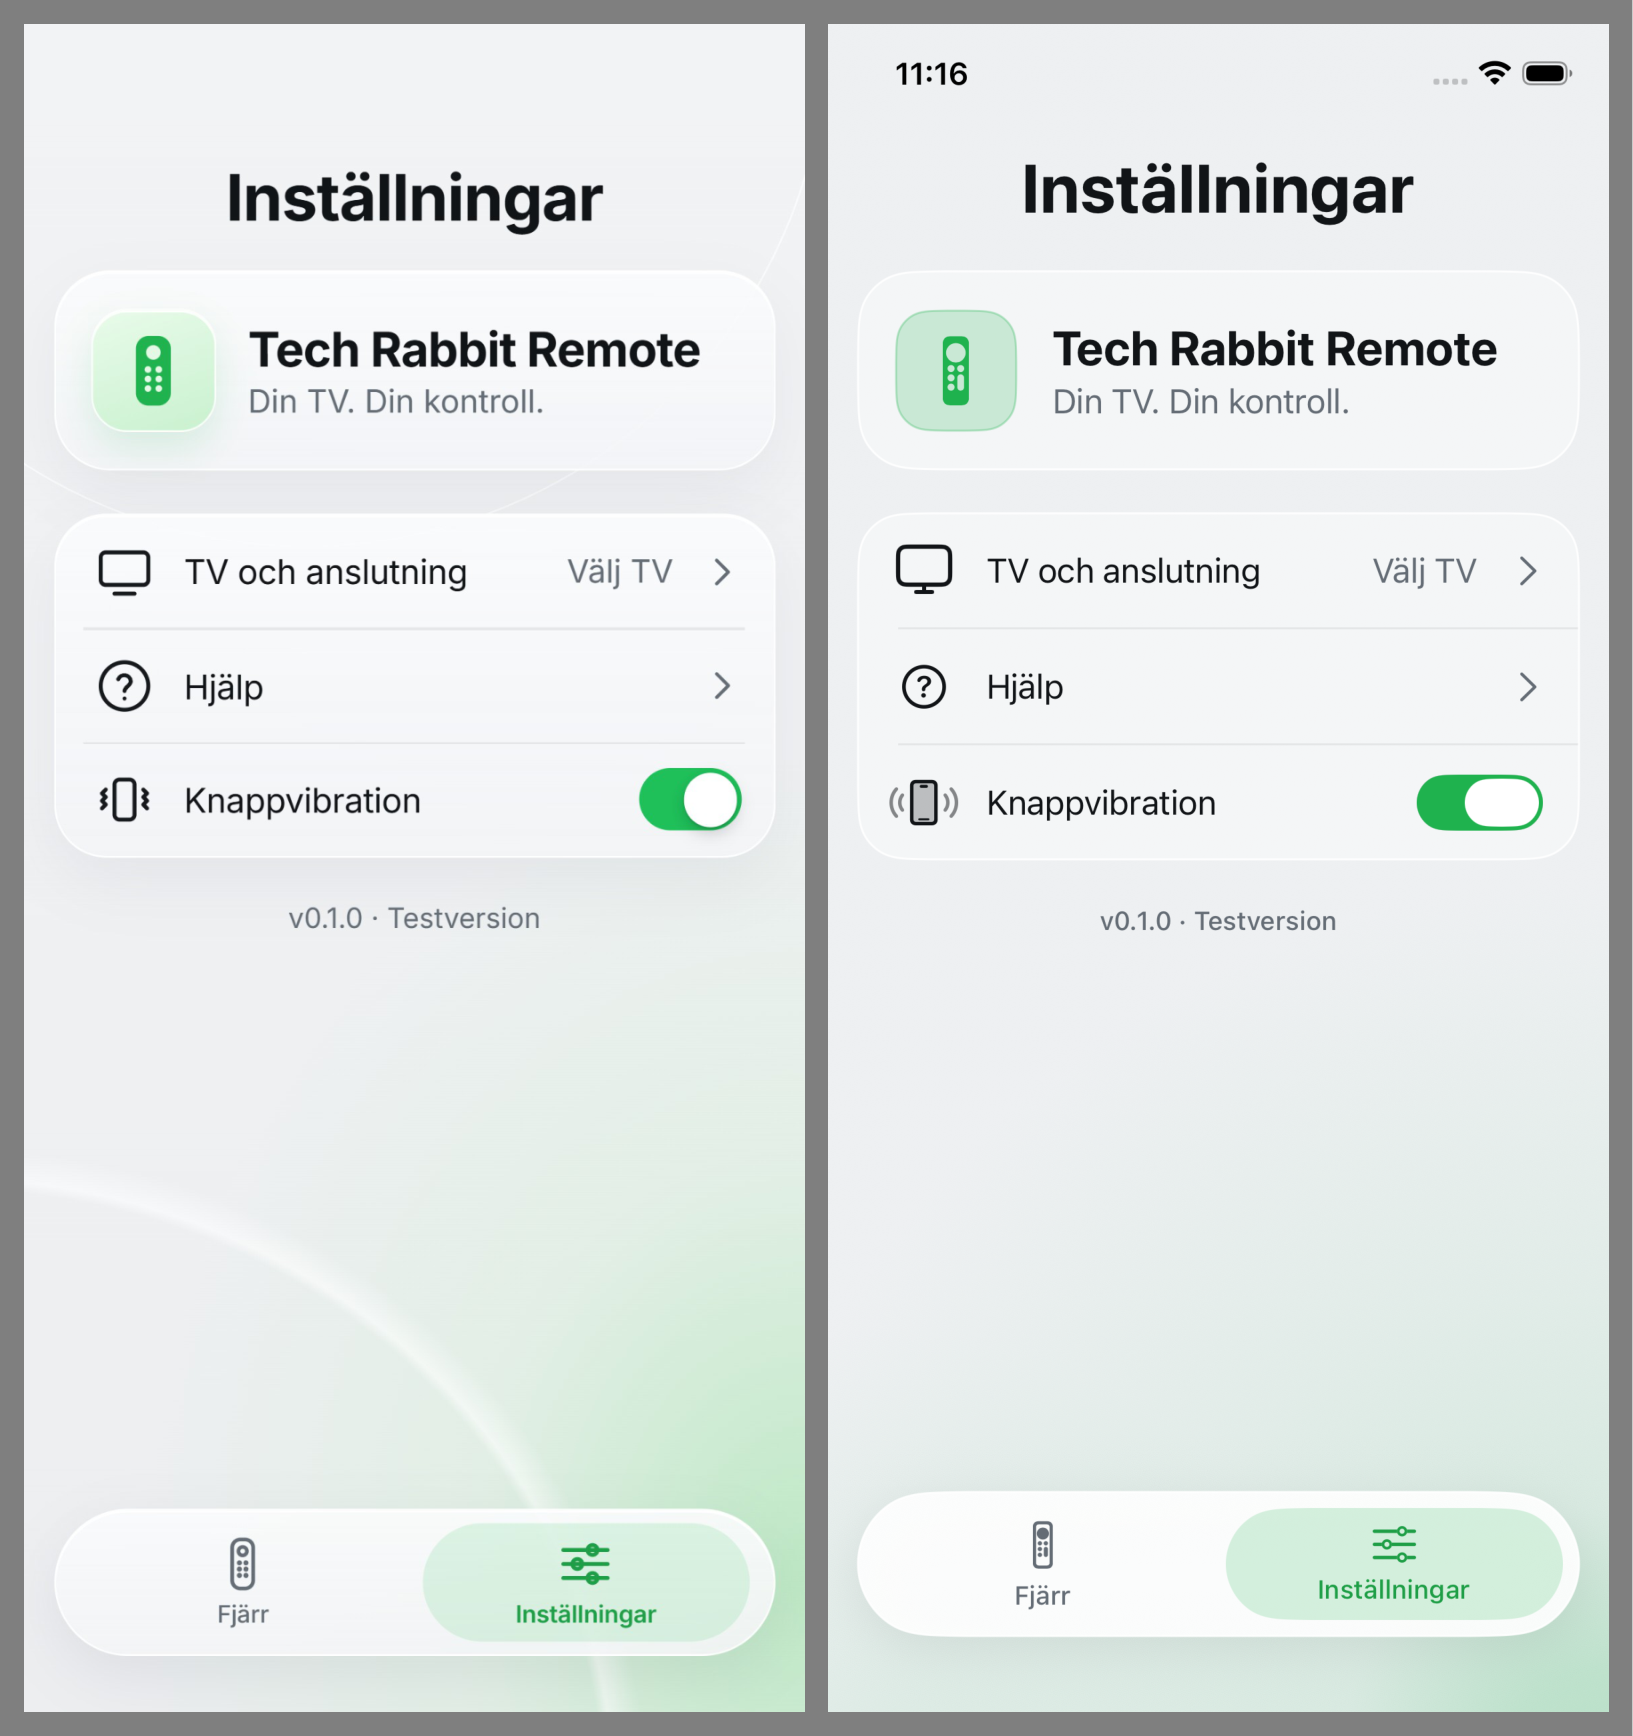 Inställningar
Tech Rabbit Remote
Din TV. Din kontroll.
TV och anslutning Välj TV
Hjälp
Knappvibration
v0.1.0 · Testversion
Fjärr Inställningar
11:16
Inställningar
Tech Rabbit Remote
Din TV. Din kontroll.
TV och anslutning Välj TV
Hjälp
Knappvibration
v0.1.0 · Testversion
Fjärr Inställningar